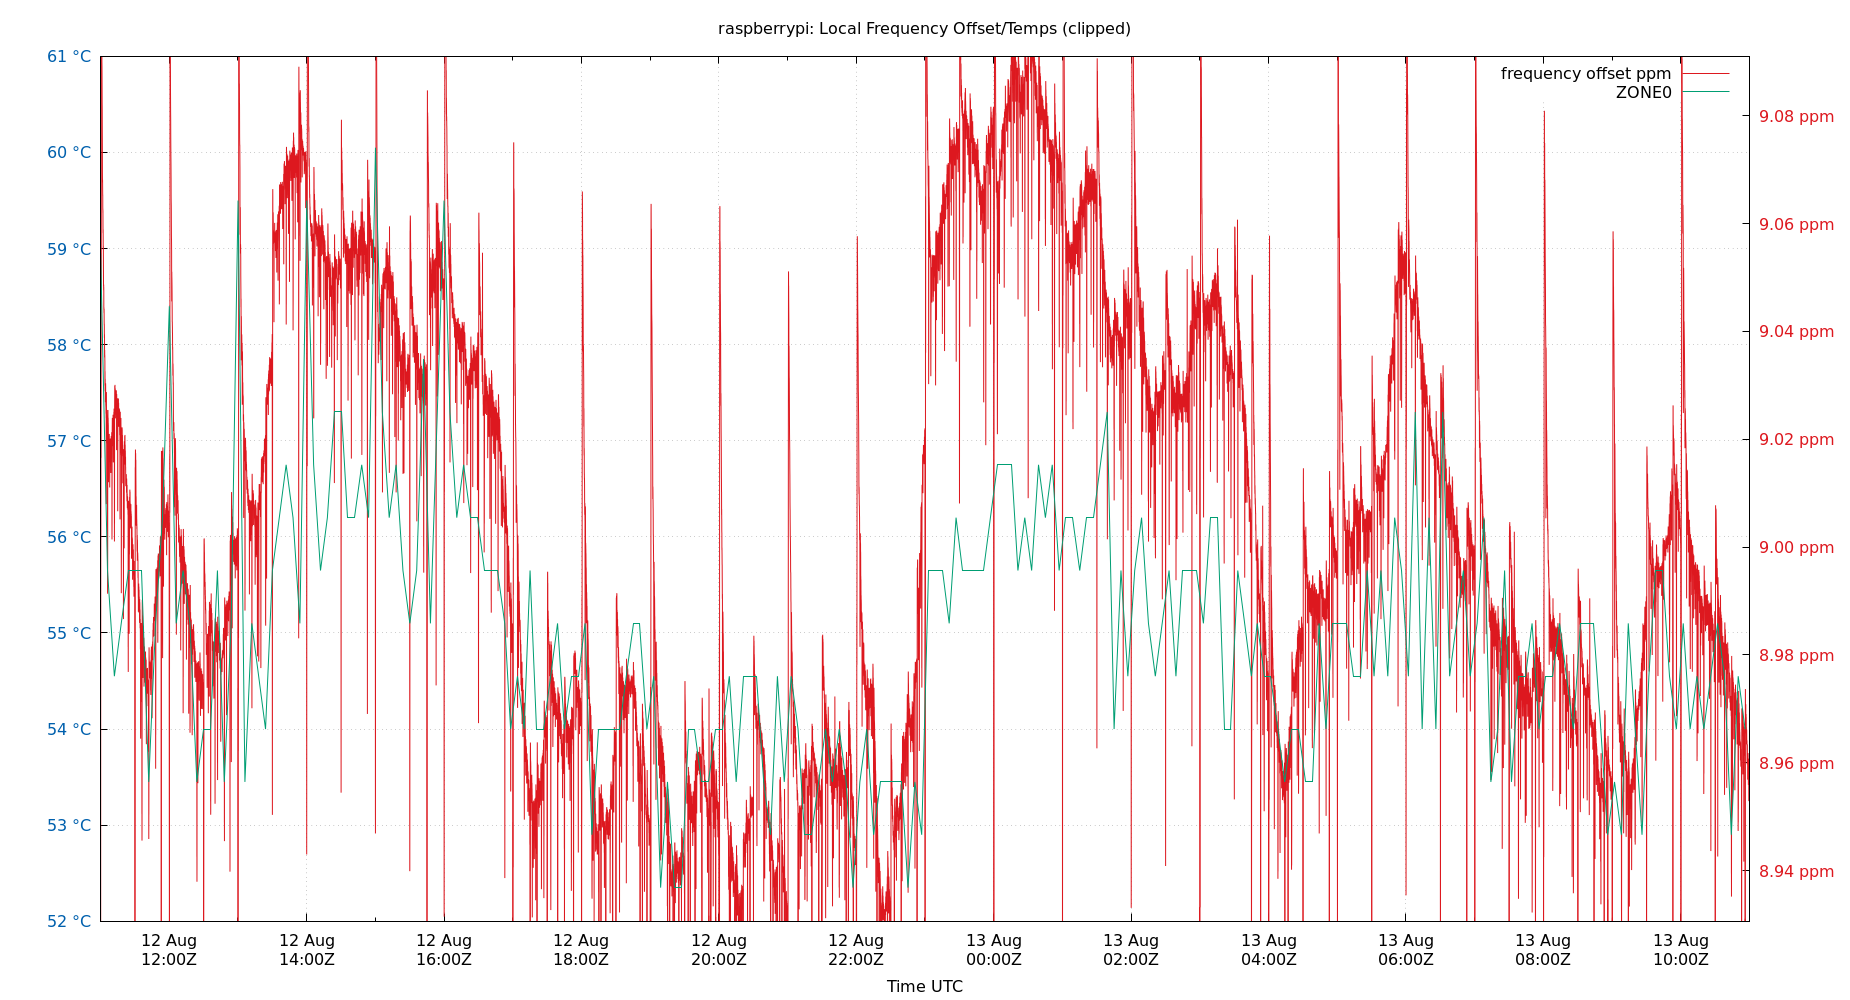 raspberrypi: Local Frequency Offset/Temps (clipped)
61 °C
60 °C
59 °C
58 °C
57 °C
56 °C
55 °C
54 °C
53 °C
52 °C
frequency offset ppm
ZONE0
9.08 ppm
9.06 ppm
9.04 ppm
9.02 ppm
9.00 ppm
8.98 ppm
8.96 ppm
8.94 ppm
12 Aug 12 Aug 12 Aug 12 Aug 12 Aug 12 Aug 13 Aug 13 Aug 13 Aug 13 Aug 13 Aug 13 Aug
12:00Z 14:00Z 16:00Z 18:00Z 20:00Z 22:00Z 00:00Z 02:00Z 04:00Z 06:00Z 08:00Z 10:00Z
Time UTC